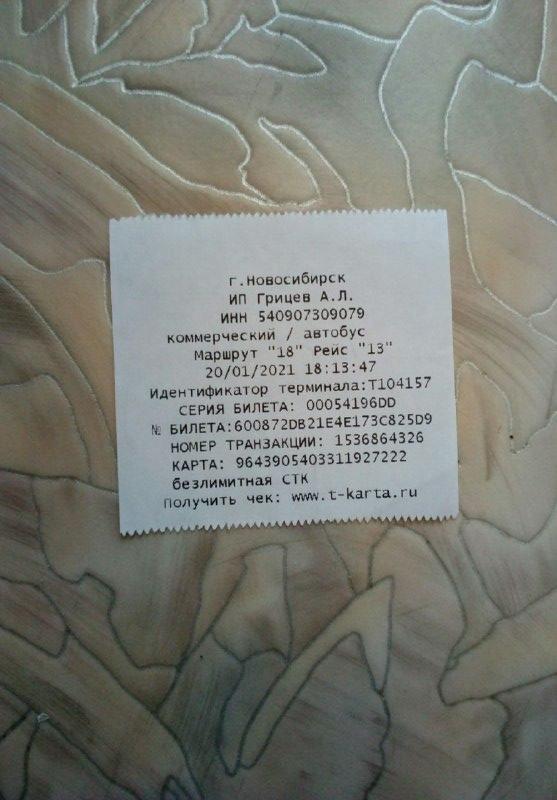 г.Новосибирск
ИП Грицев А.Л.
ИНН 540907309079
коммерческий / автобус
Маршрут "18" Рейс "13"
20/01/2021 18:13:47
Идентификатор терминала:T104157
СЕРИЯ БИЛЕТА: 00054196DD
№ БИЛЕТА:600872DB21E4E173C825D9
НОМЕР ТРАНЗАКЦИИ: 1536864326
КАРТА: 9643905403311927222
безлимитная СТК
Получить чек: www.t-karta.ru